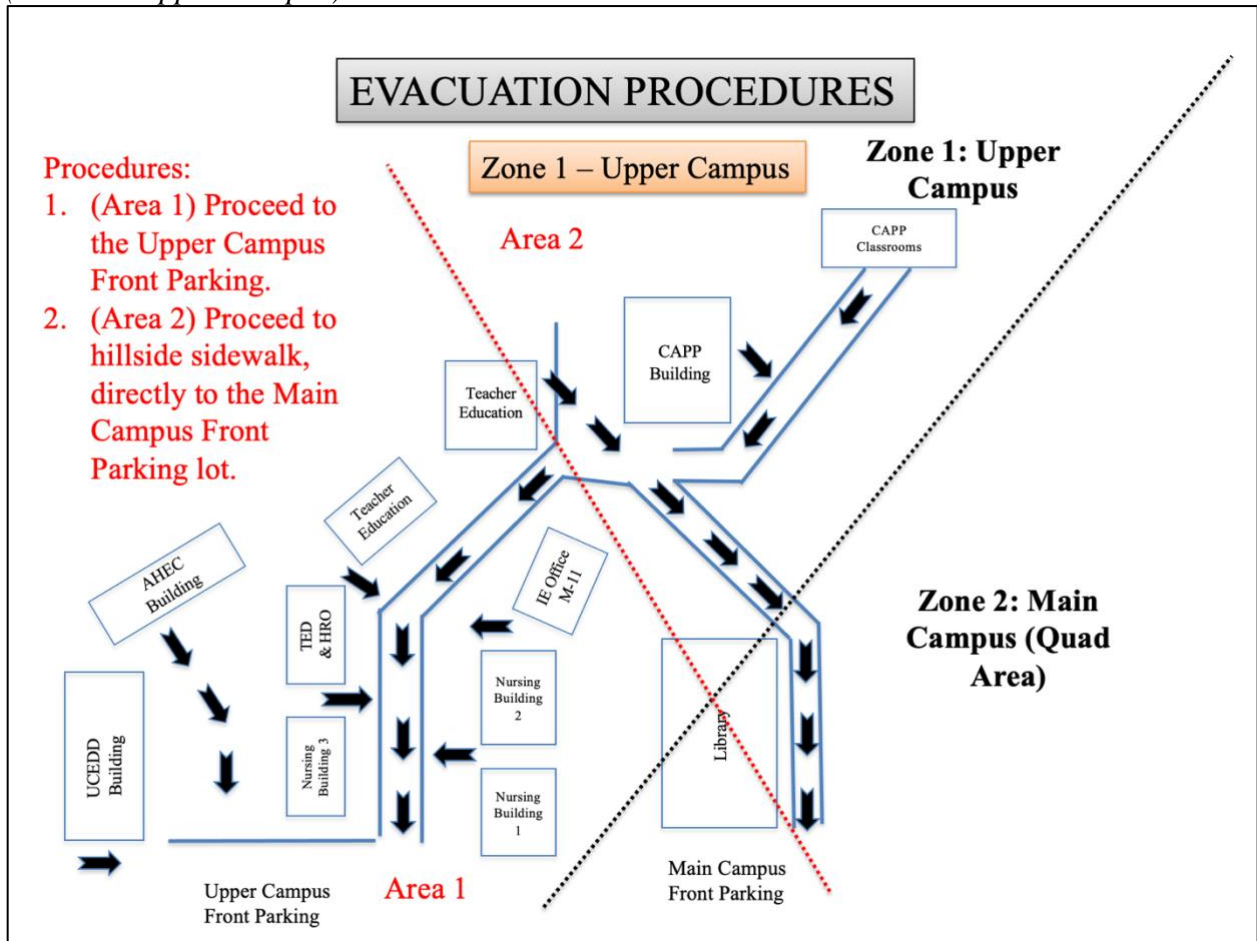 EVACUATION PROCEDURES
Zone 1 – Upper Campus
Zone 1: Upper
Campus
Procedures:
1. (Area 1) Proceed to
the Upper Campus
Front Parking.
2. (Area 2) Proceed to
hillside sidewalk,
directly to the Main
Campus Front
Parking lot.
Area 2
CAPP
Classrooms
CAPP
Building
Teacher
Education
Teacher
Education
AHEC
Building
TED
& HRO
IE Office
M-11
Zone 2: Main
Campus (Quad
Area)
UCEDD
Building
Nursing
Building 3
Nursing
Building
2
Nursing
Building
1
Library
Upper Campus
Front Parking
Area 1
Main Campus
Front Parking